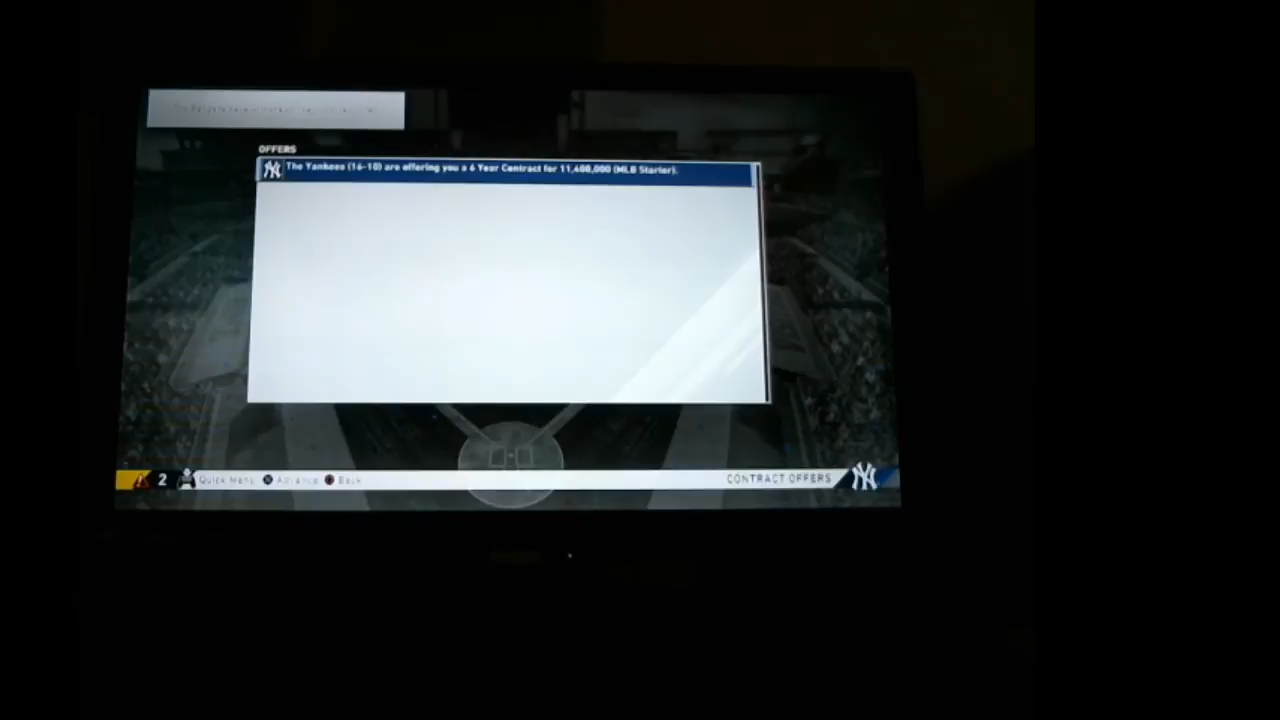 OFFERS
The Yankees (16-10) are offering you a 6 Year Contract for 11,400,000 (MLB Starter).
2 Quick Menu Advance Back
CONTRACT OFFERS